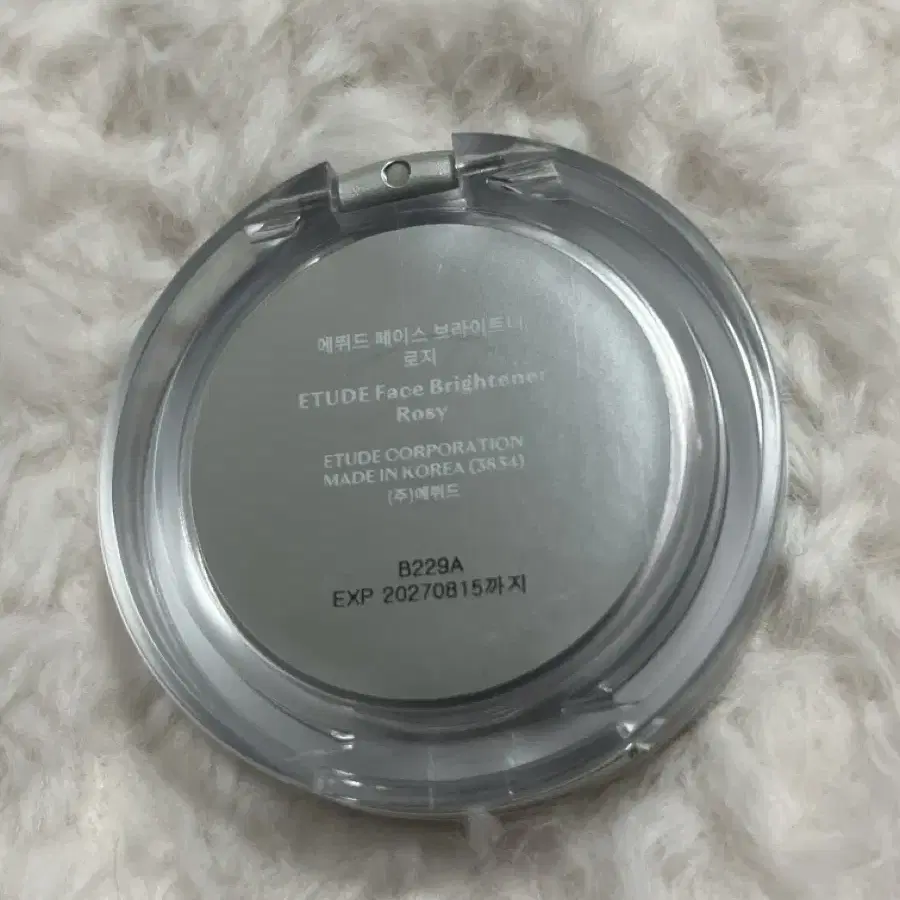 에뛰드 페이스 브라이트너
로지
ETUDE Face Brightener
Rosy
ETUDE CORPORATION
MADE IN KOREA (3834)
(주)에뛰드
B229A
EXP 20270815까지